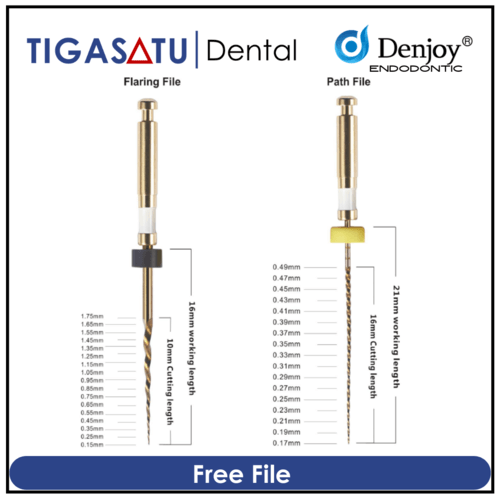 TIGASATU | Dental
Denjoy®
ENDODONTIC
Flaring File
Path File
1.75mm
1.65mm
1.55mm
1.45mm
1.35mm
1.25mm
1.15mm
1.05mm
0.95mm
0.85mm
0.75mm
0.65mm
0.55mm
0.45mm
0.35mm
0.25mm
0.15mm
10mm Cutting length
16mm working length
0.49mm
0.47mm
0.45mm
0.43mm
0.41mm
0.39mm
0.37mm
0.35mm
0.33mm
0.31mm
0.29mm
0.27mm
0.25mm
0.23mm
0.21mm
0.19mm
0.17mm
16mm Cutting length
21mm working length
Free File